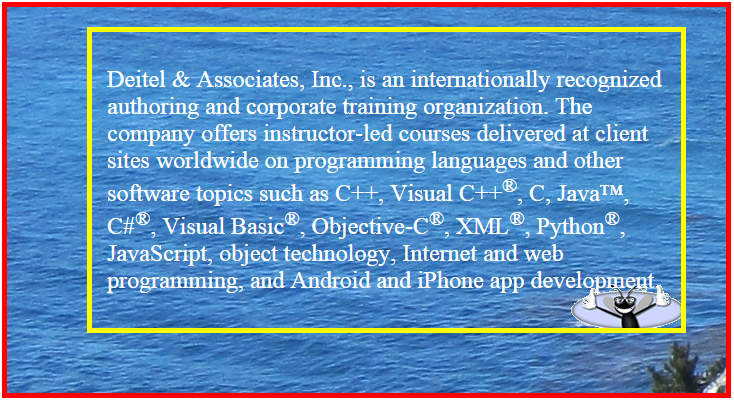 Deitel & Associates, Inc., is an internationally recognized
authoring and corporate training organization. The
company offers instructor-led courses delivered at client
sites worldwide on programming languages and other
software topics such as C++, Visual C++®, C, Java™,
C#®, Visual Basic®, Objective-C®, XML®, Python®,
JavaScript, object technology, Internet and web
programming, and Android and iPhone app development.